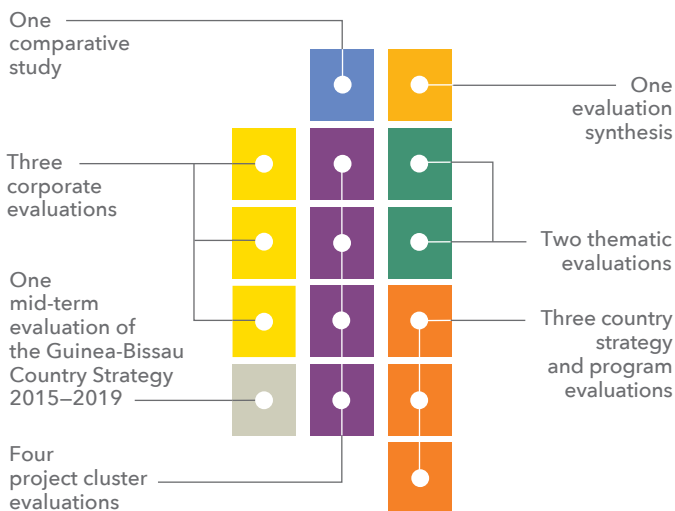 One
comparative
study
One
evaluation
synthesis
Three
corporate
evaluations
Two thematic
evaluations
One
mid-term
evaluation of
the Guinea-Bissau
Country Strategy
2015–2019
Three country
strategy
and program
evaluations
Four
project cluster
evaluations